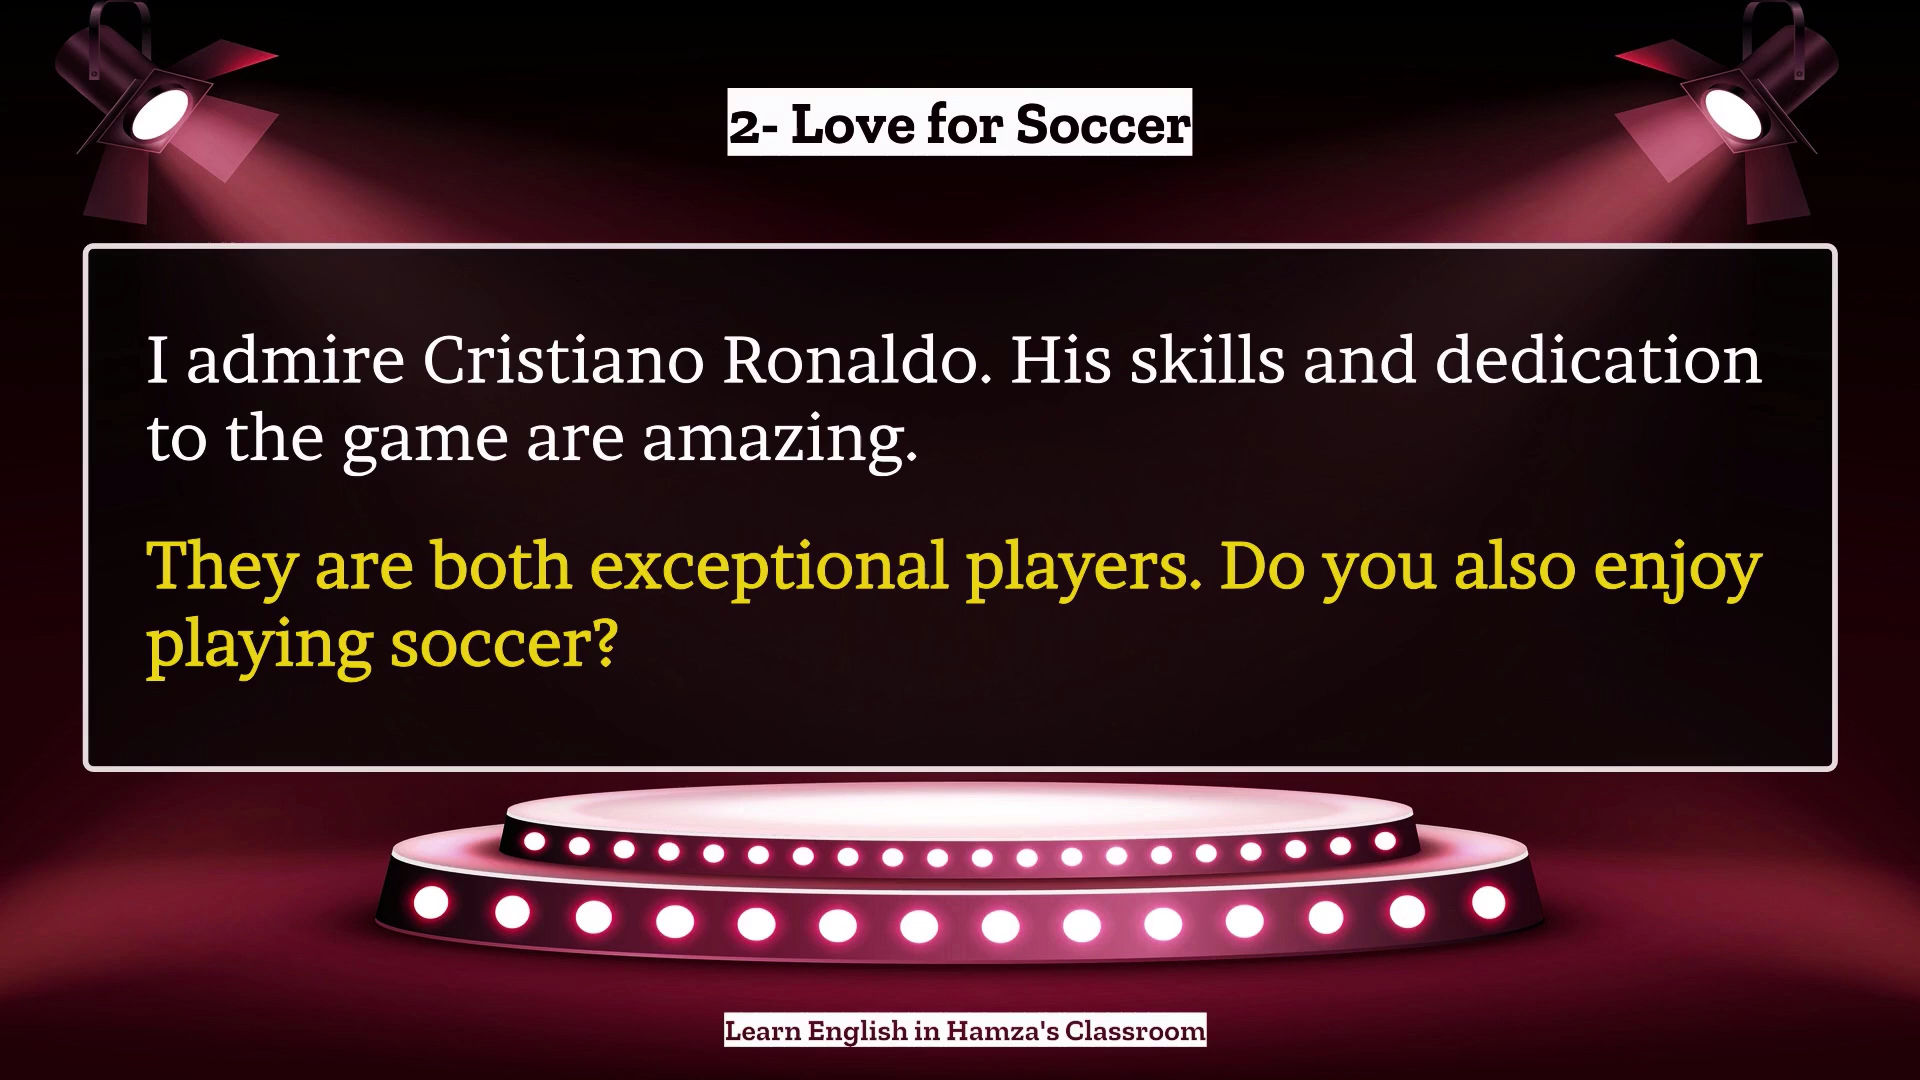 2- Love for Soccer
I admire Cristiano Ronaldo. His skills and dedication
to the game are amazing.
They are both exceptional players. Do you also enjoy
playing soccer?
Learn English in Hamza's Classroom